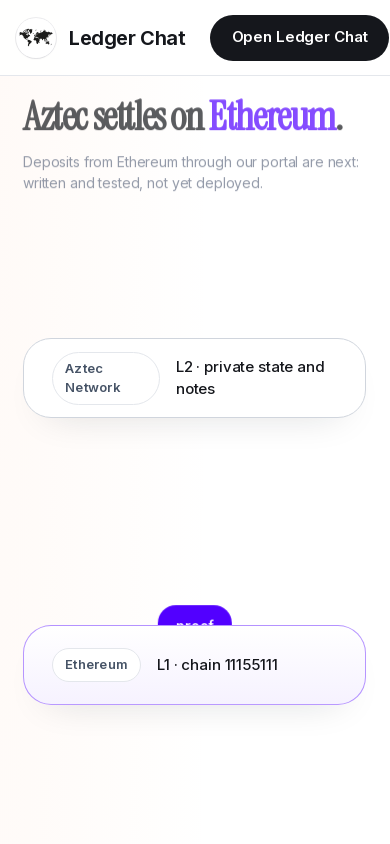 Ledger Chat
Open Ledger Chat
Aztec settles on Ethereum.
Deposits from Ethereum through our portal are next:
written and tested, not yet deployed.
Aztec
Network
L2 · private state and
notes
proof
Ethereum
L1 · chain 11155111